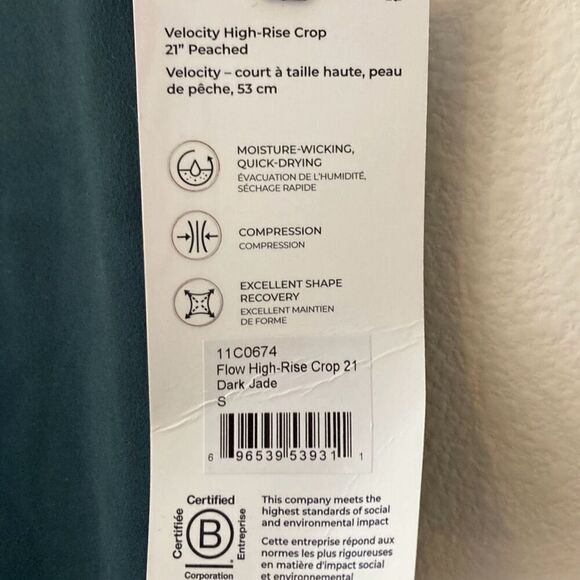 Velocity High-Rise Crop
21" Peached
Velocity – court à taille haute, peau
de pêche, 53 cm
MOISTURE-WICKING,
QUICK-DRYING
ÉVACUATION DE L'HUMIDITÉ,
SÉCHAGE RAPIDE
COMPRESSION
COMPRESSION
EXCELLENT SHAPE
RECOVERY
EXCELLENT MAINTIEN
DE FORME
11C0674
Flow High-Rise Crop 21
Dark Jade
S
6 96539 53931 1
Certified
Certifiée
B
Entreprise
Corporation
This company meets the
highest standards of social
and environmental impact
Cette entreprise répond aux
normes les plus rigoureuses
en matière d'impact social
et environnemental